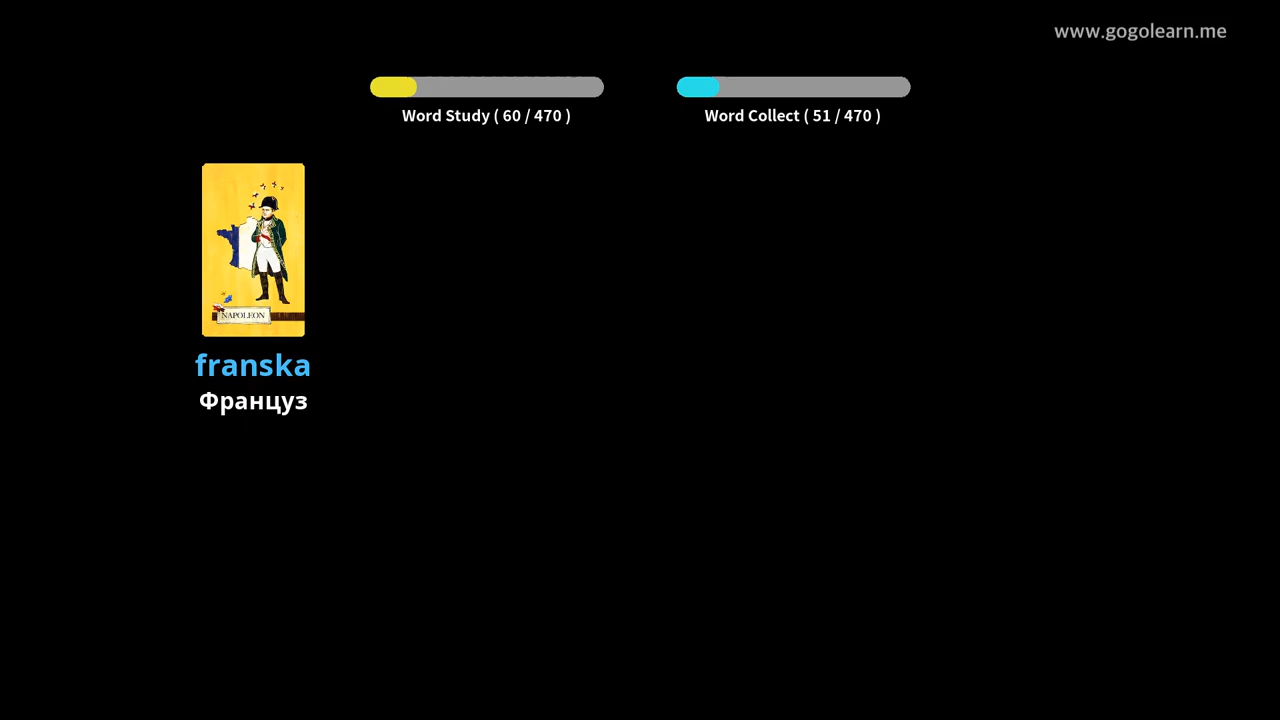 www.gogolearn.me
Word Study ( 60 / 470 )
Word Collect ( 51 / 470 )
NAPOLEON
franska
Француз